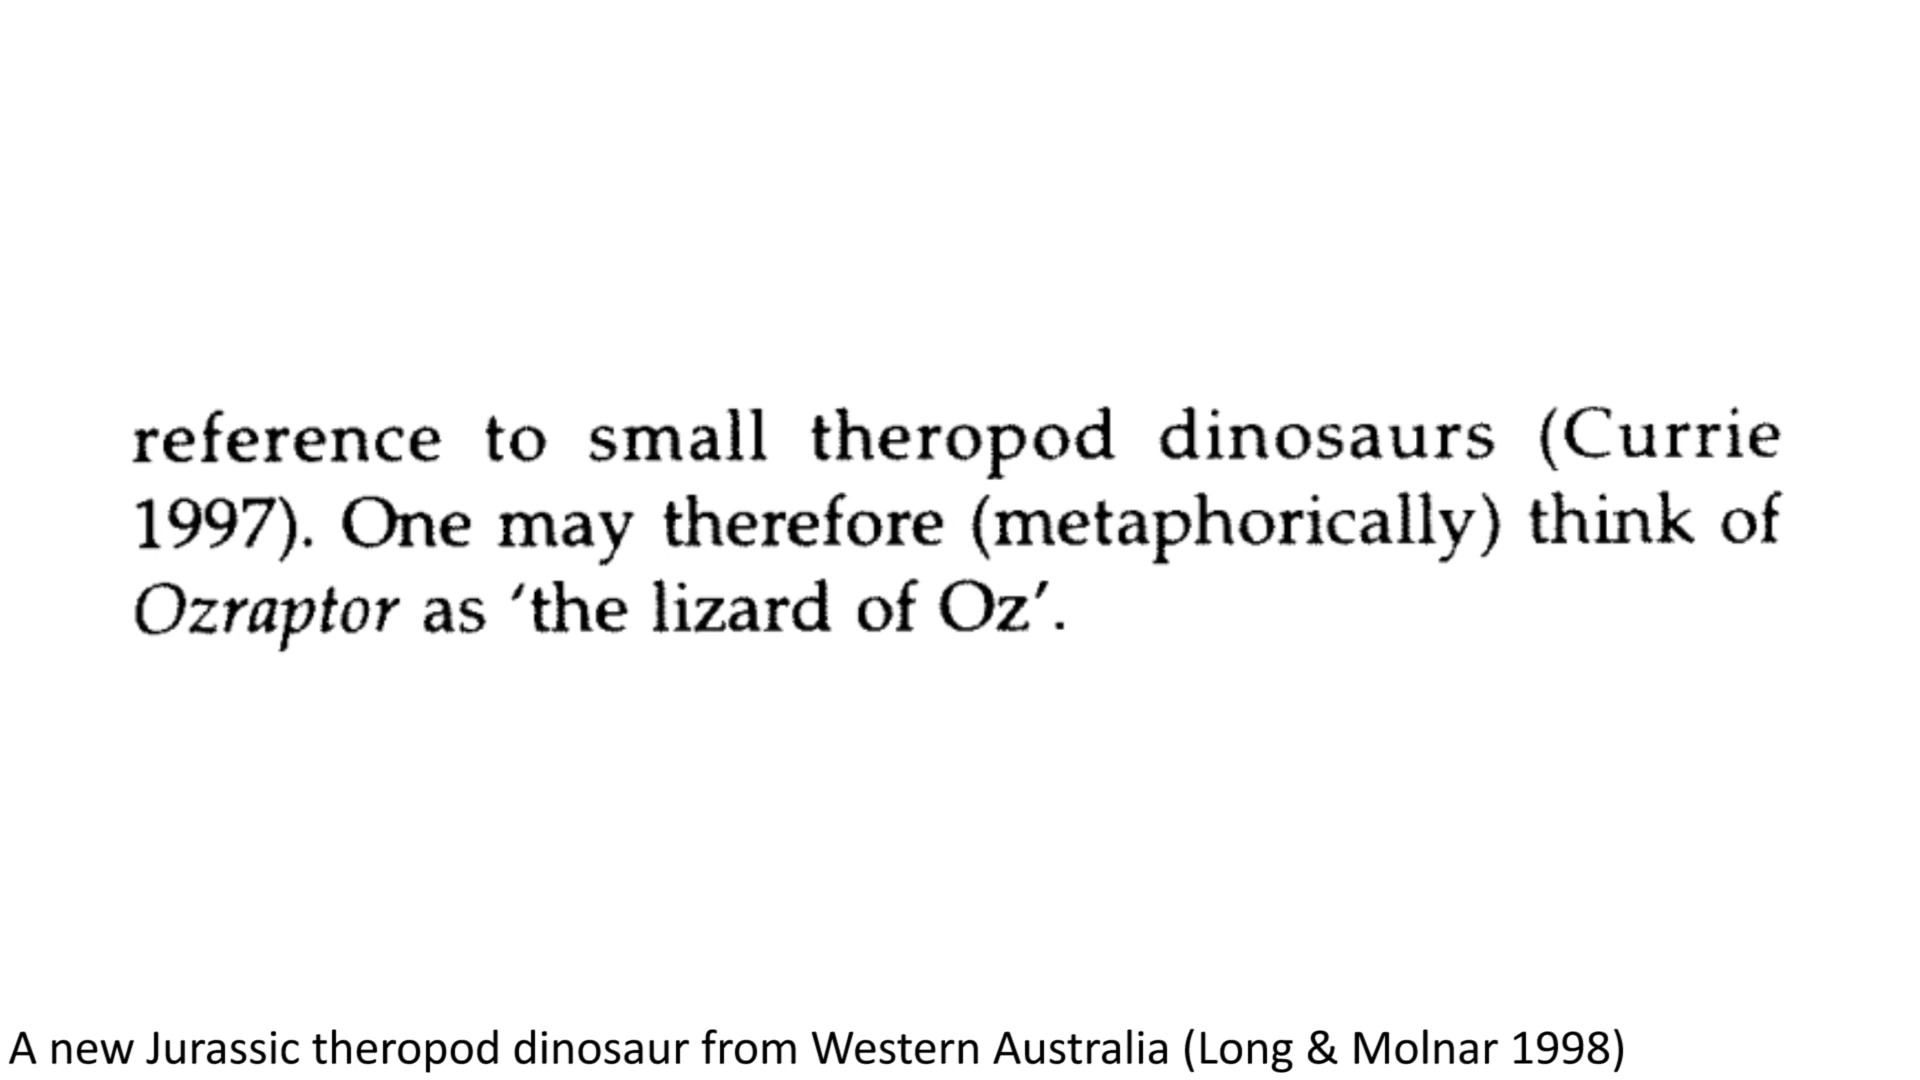 reference to small theropod dinosaurs (Currie
1997). One may therefore (metaphorically) think of
Ozraptor as ‘the lizard of Oz’.
A new Jurassic theropod dinosaur from Western Australia (Long & Molnar 1998)